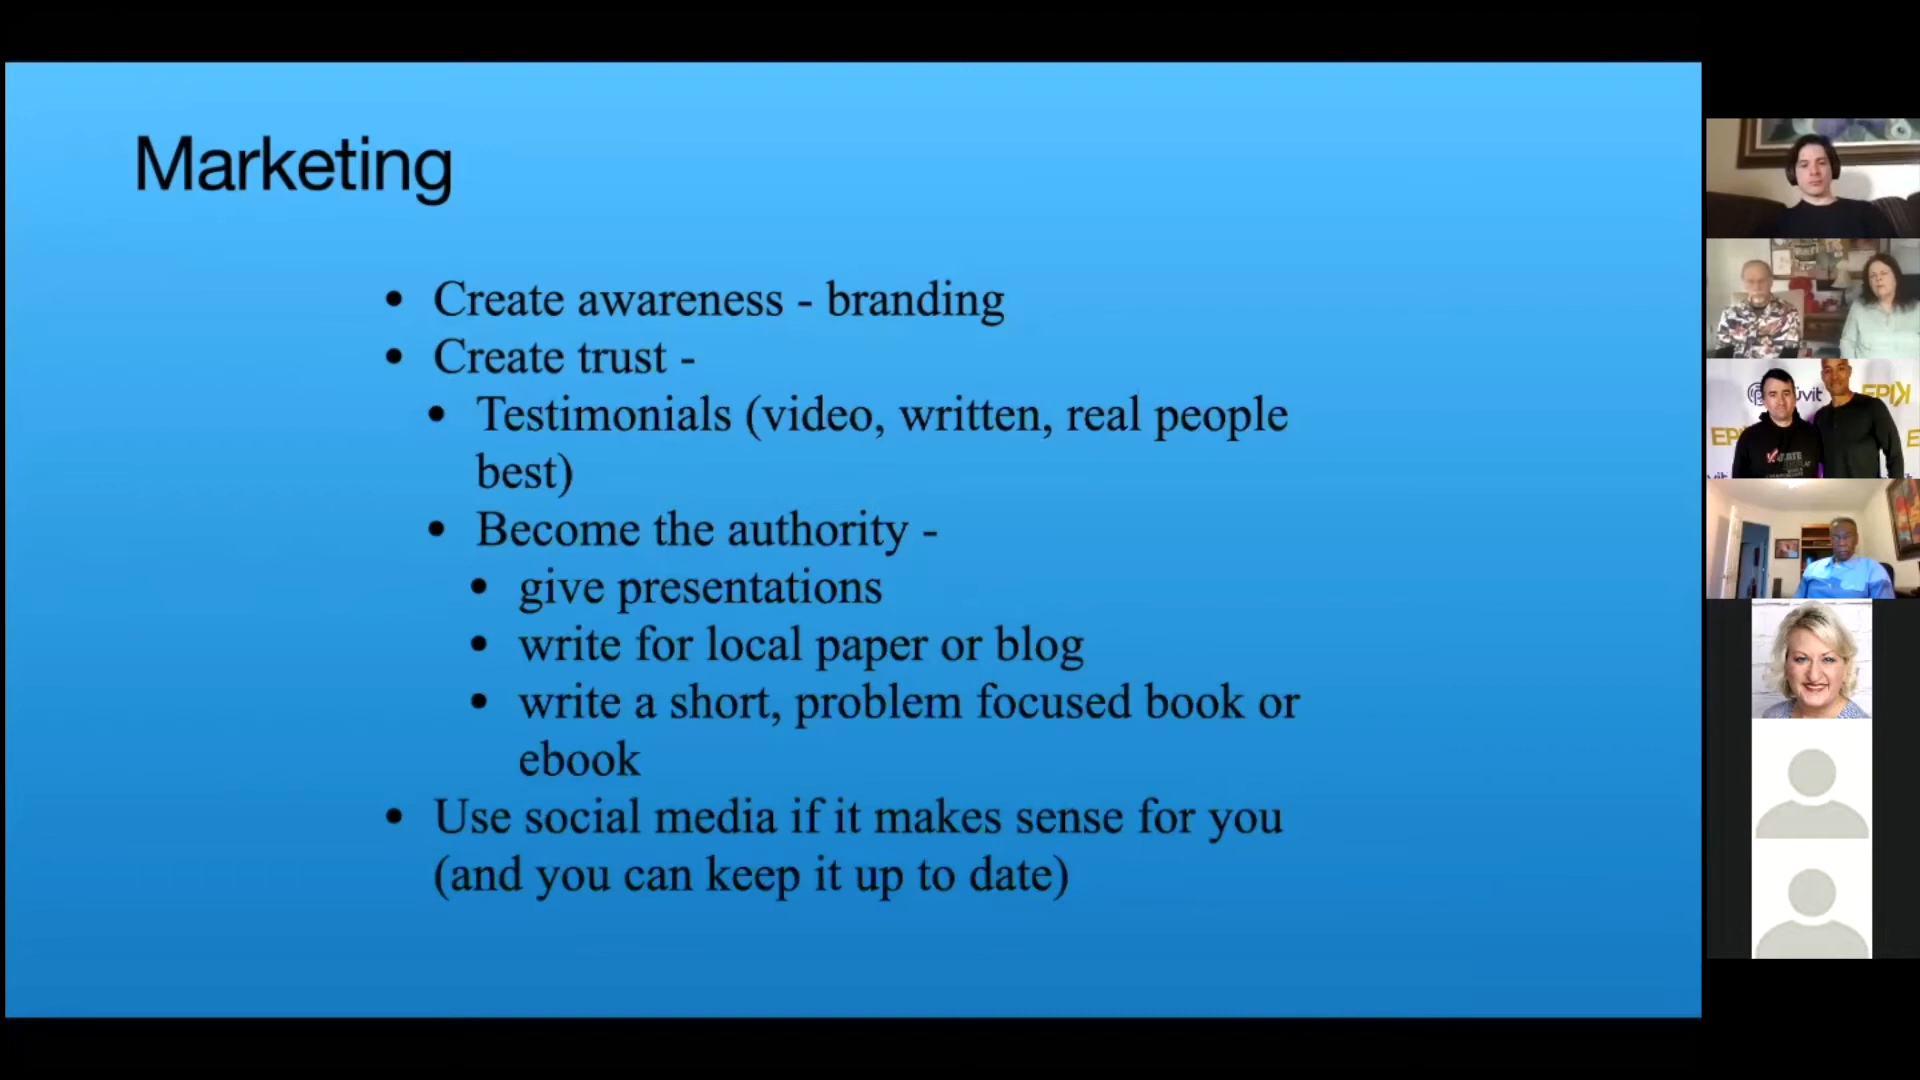 Marketing
• Create awareness - branding
• Create trust -
• Testimonials (video, written, real people
best)
• Become the authority -
• give presentations
• write for local paper or blog
• write a short, problem focused book or
ebook
• Use social media if it makes sense for you
(and you can keep it up to date)
EPIK